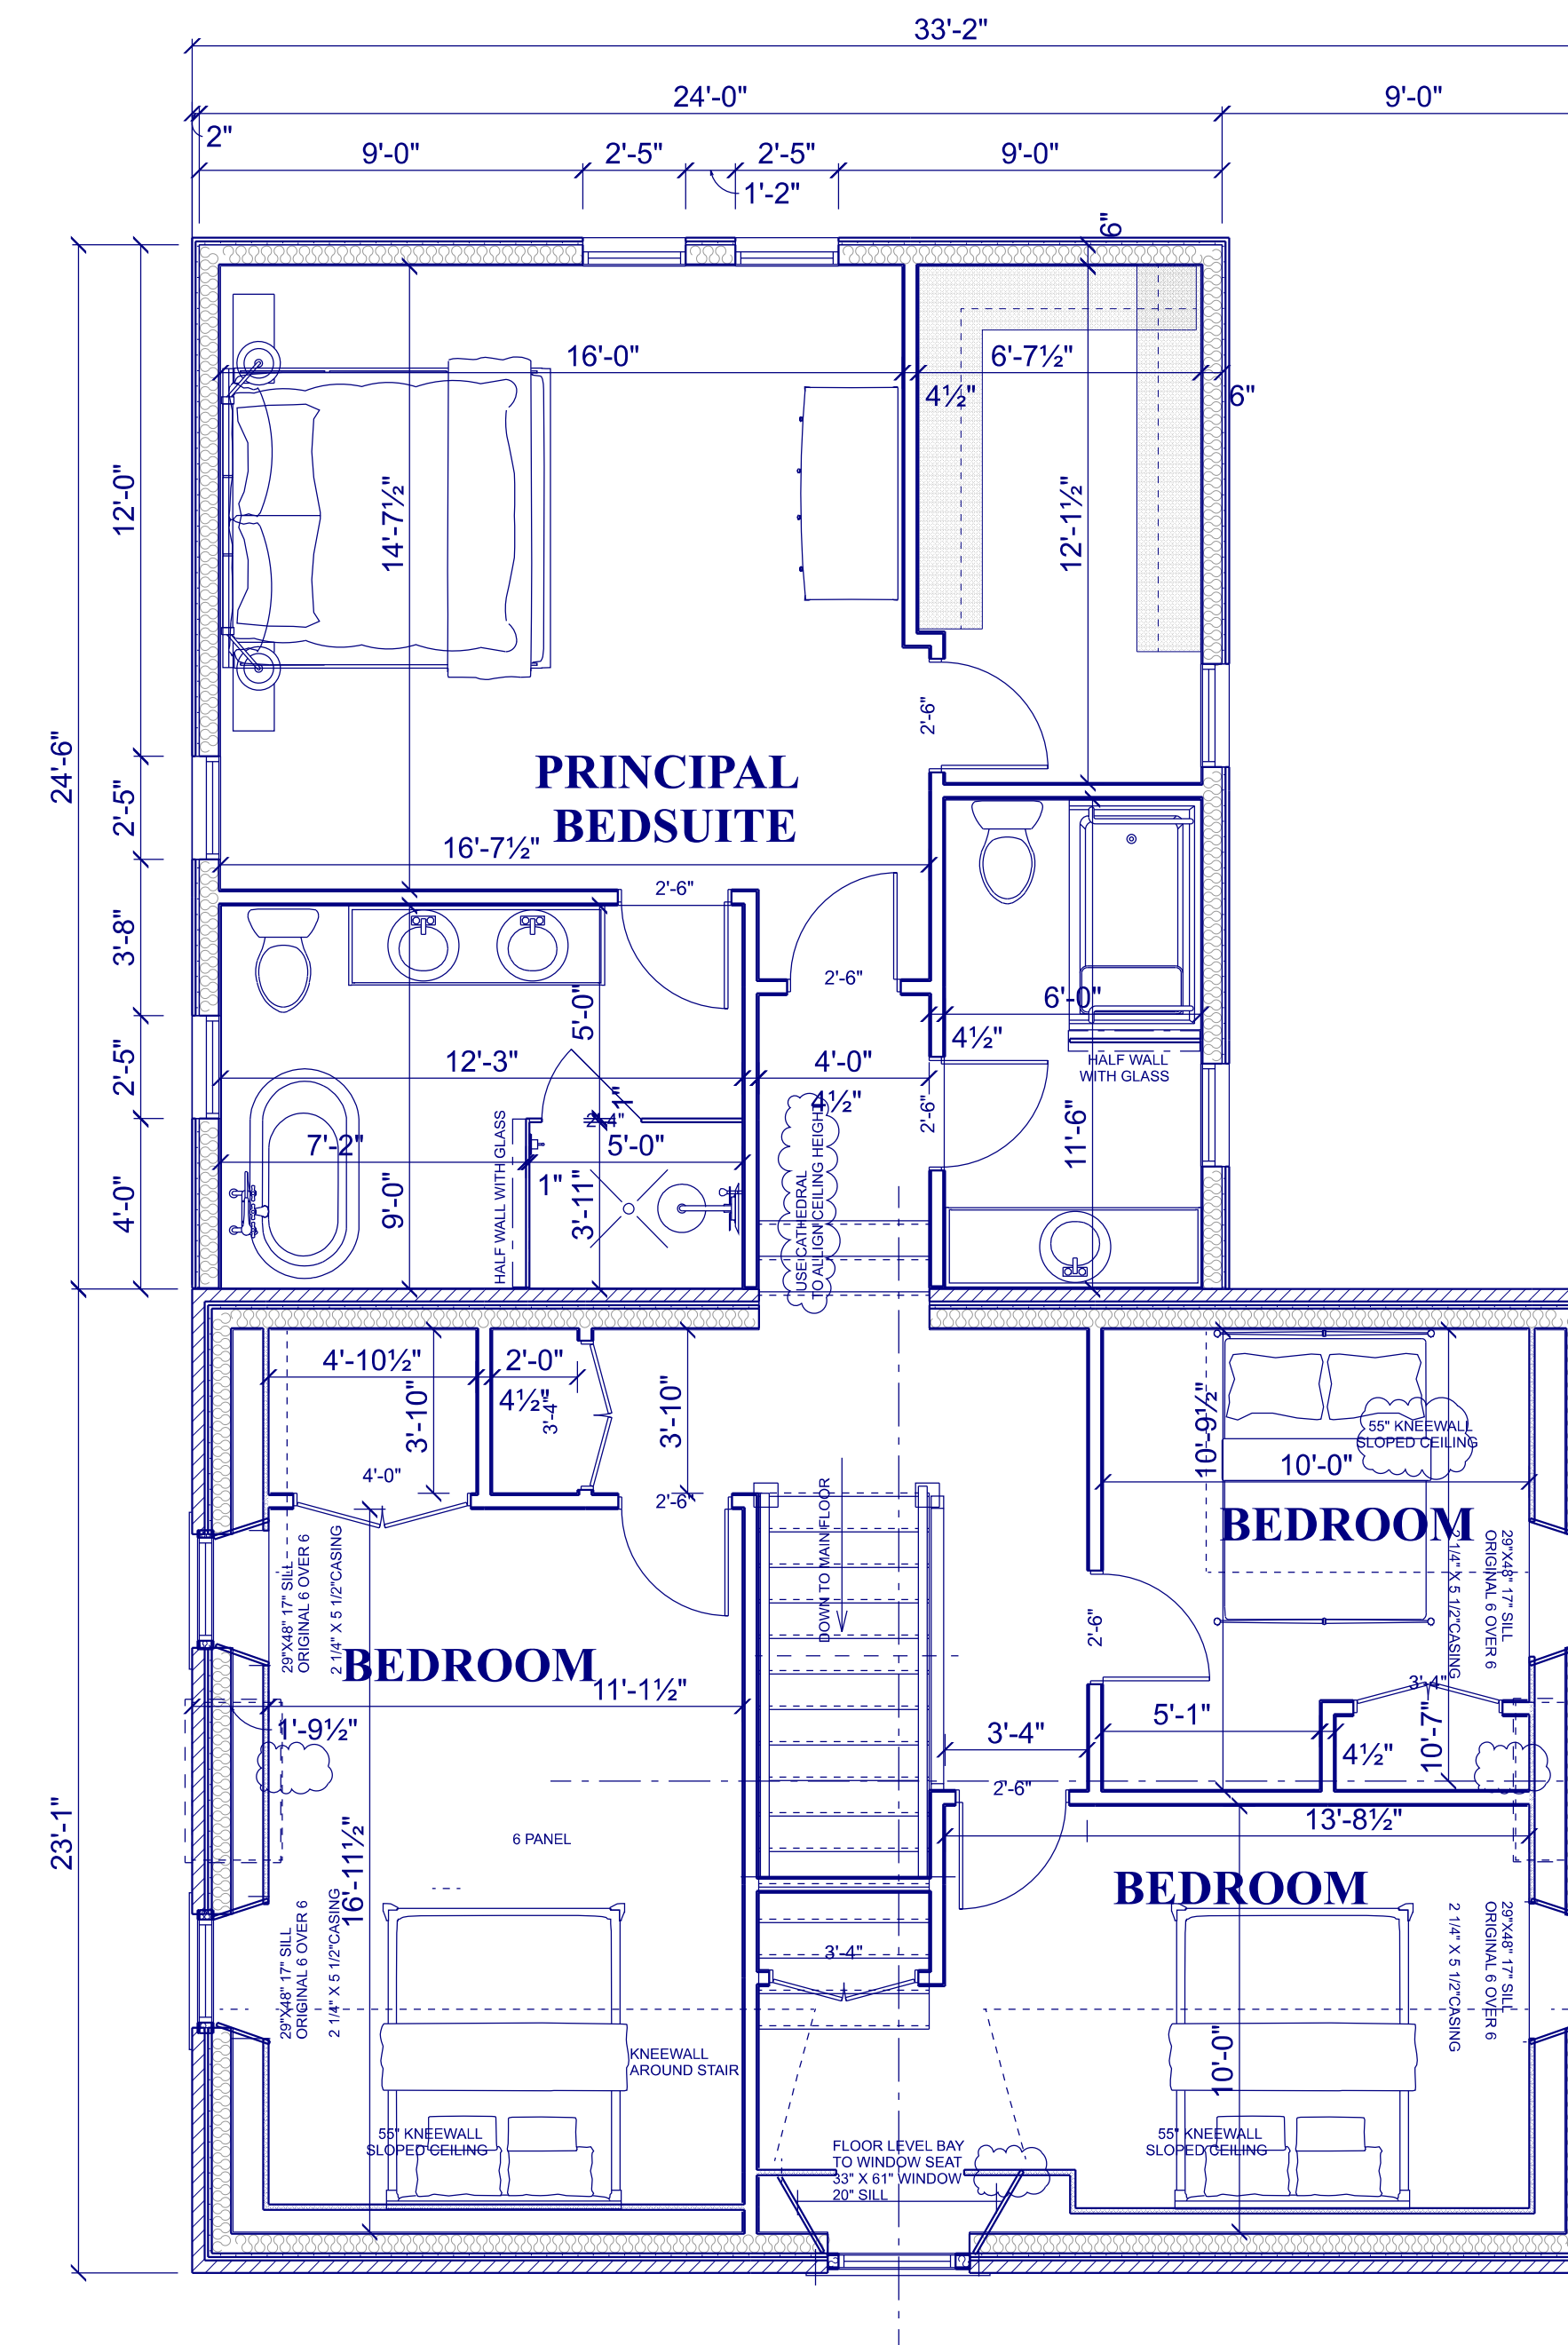 33'-2"
24'-0"
9'-0"
2"
9'-0"
2'-5"
2'-5"
9'-0"
1'-2"
6"
16'-0"
6'-7½"
4½"
6"
12'-0"
14'-7½"
12'-1½"
2'-6"
24'-6"
PRINCIPAL
BEDSUITE
2'-5"
16'-7½"
2'-6"
3'-8"
2'-6"
5'-0"
6'-0"
4½"
HALF WALL
WITH GLASS
2'-5"
12'-3"
4'-0"
4½"
1"
2'-4"
2'-6"
11'-6"
7'-2"
5'-0"
HALF WALL WITH GLASS
1"
4'-0"
9'-0"
3'-11"
USE CATHEDRAL
TO ALLIGN CEILING HEIGHT
4'-10½"
2'-0"
4½"
3'-4"
3'-10"
3'-10"
10'-9½"
55" KNEEWALL
SLOPED CEILING
10'-0"
4'-0"
2'-6"
BEDROOM
DOWN TO MAIN FLOOR
29"X48" 17" SILL
ORIGINAL 6 OVER 6
2 1/4" X 5 1/2"CASING
29"X48" 17" SILL
ORIGINAL 6 OVER 6
2 1/4" X 5 1/2"CASING
2'-6"
BEDROOM
11'-1½"
3'-4"
1'-9½"
5'-1"
3'-4"
4½"
10'-7"
2'-6"
13'-8½"
23'-1"
16'-11½"
6 PANEL
BEDROOM
3'-4"
29"X48" 17" SILL
ORIGINAL 6 OVER 6
2 1/4" X 5 1/2"CASING
29"X48" 17" SILL
ORIGINAL 6 OVER 6
2 1/4" X 5 1/2"CASING
KNEEWALL
AROUND STAIR
10'-0"
55" KNEEWALL
SLOPED CEILING
55" KNEEWALL
SLOPED CEILING
FLOOR LEVEL BAY
TO WINDOW SEAT
33" X 61" WINDOW
20" SILL